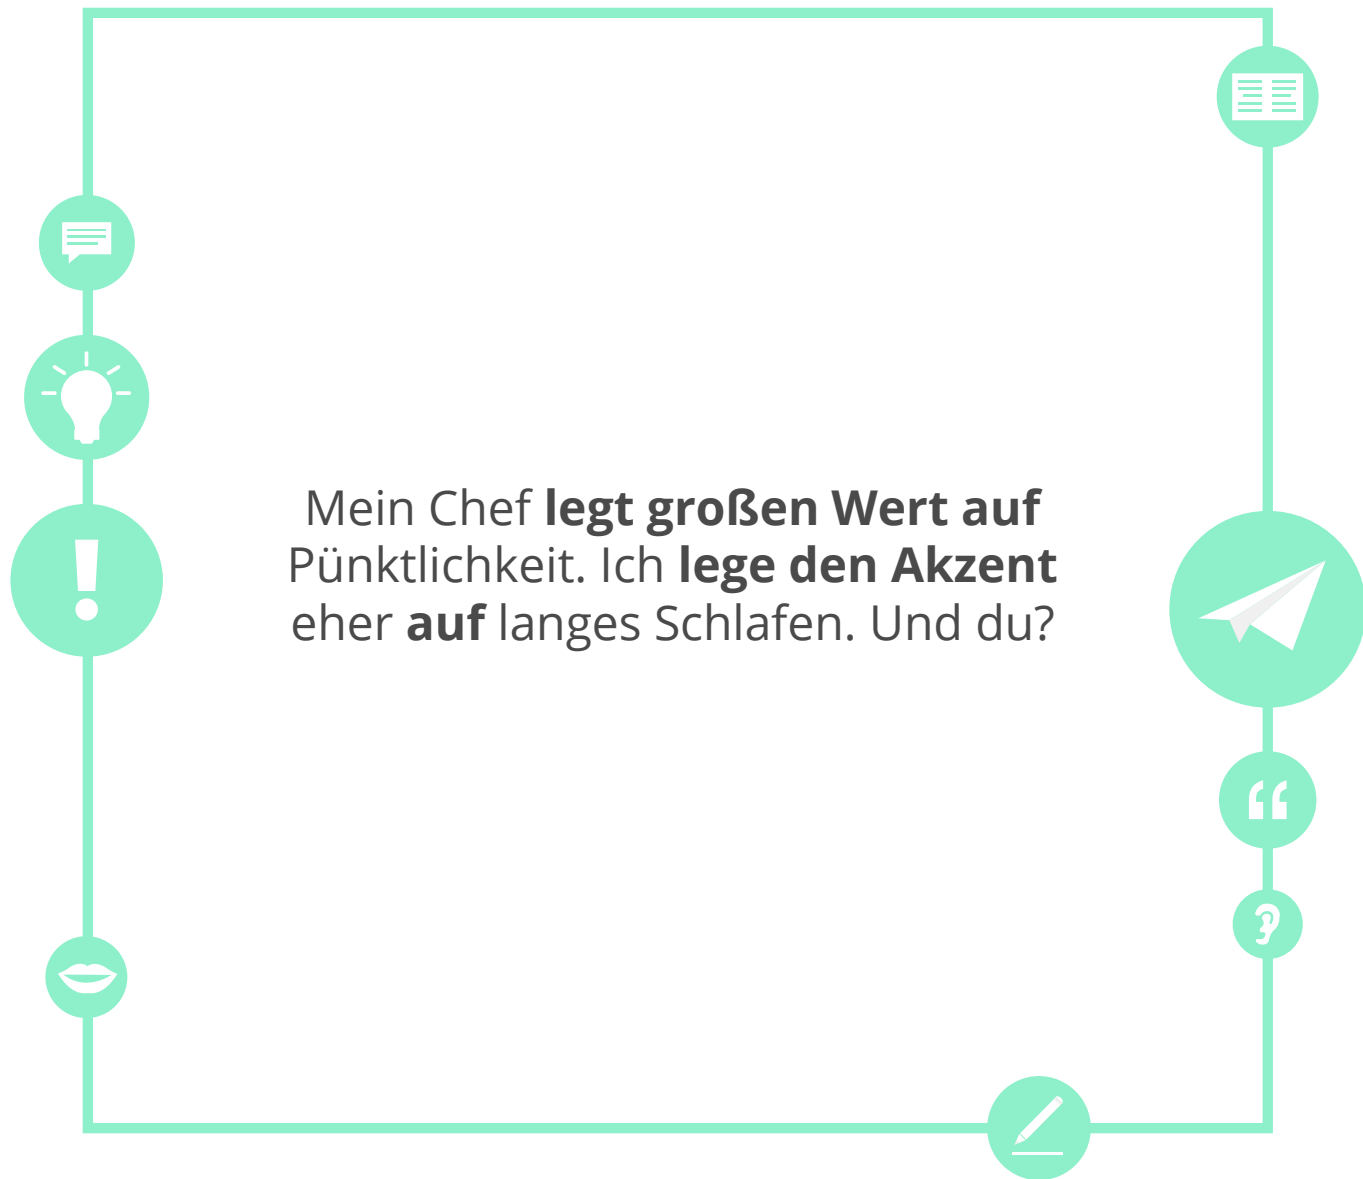 Mein Chef legt großen Wert auf
Pünktlichkeit. Ich lege den Akzent
eher auf langes Schlafen. Und du?